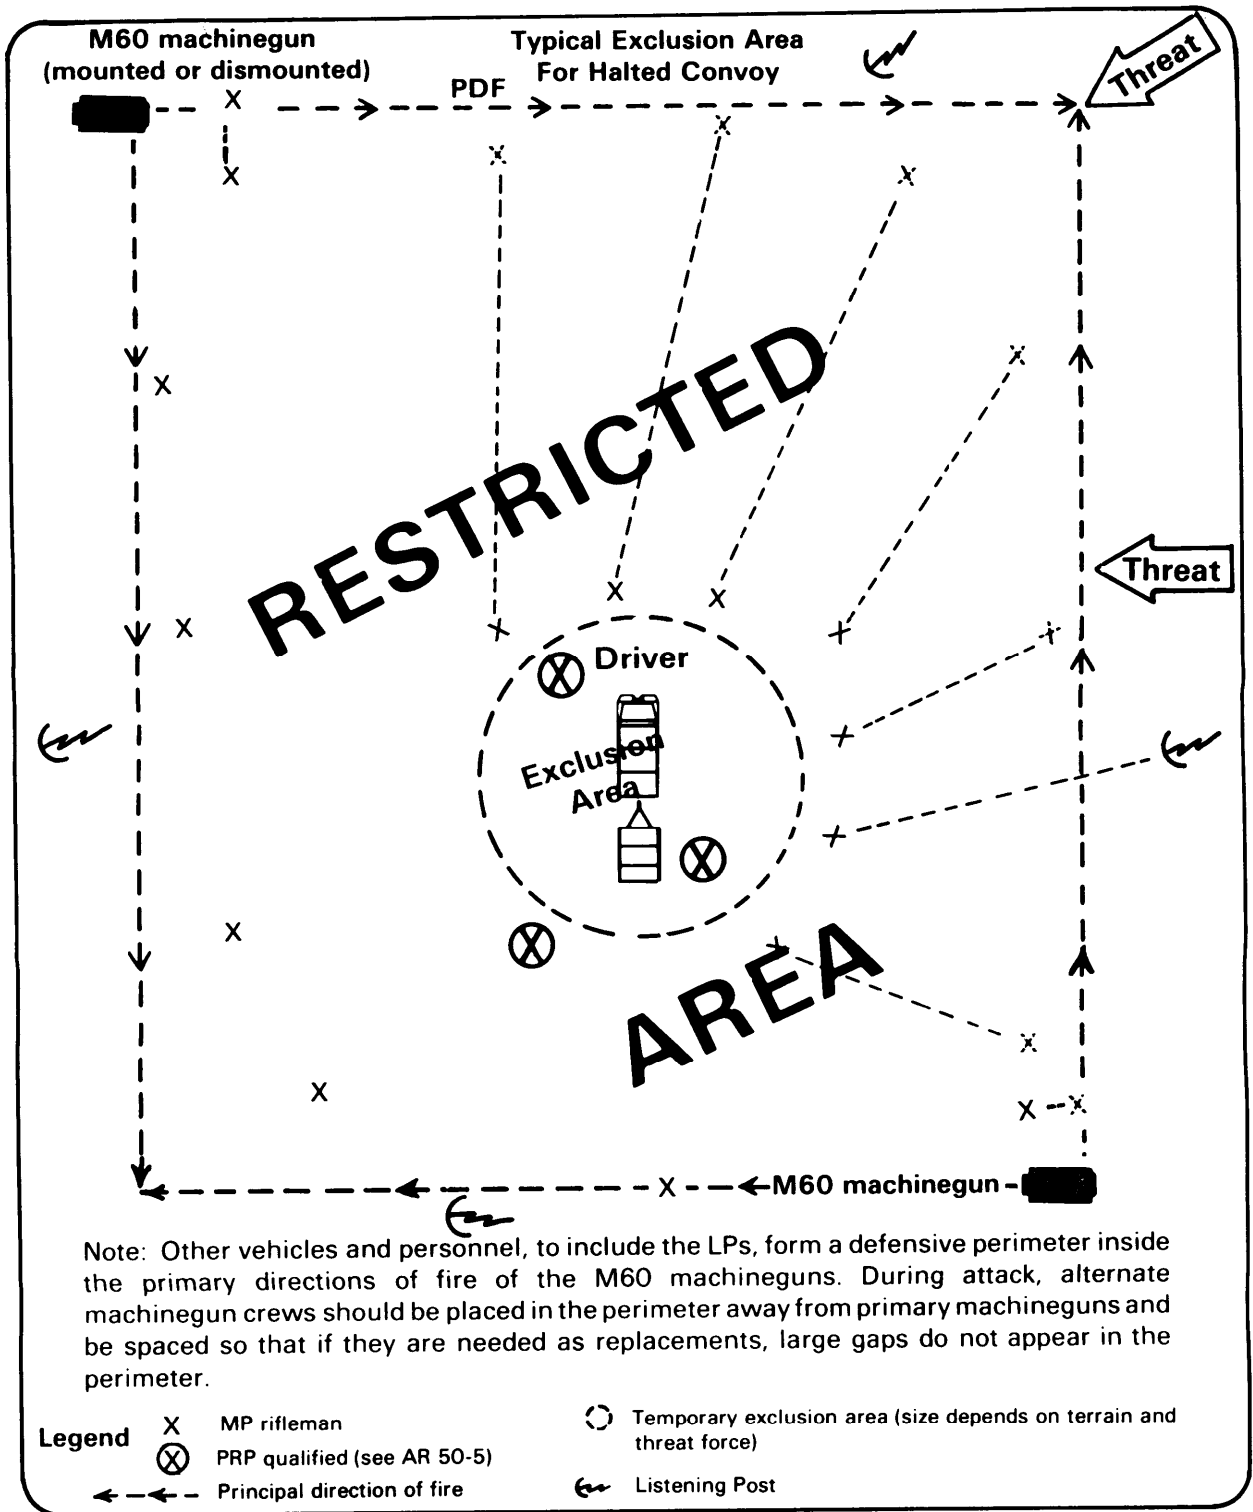 M60 machinegun
(mounted or dismounted)
Typical Exclusion Area
For Halted Convoy
PDF
Threat
RESTRICTED
Threat
Driver
Exclusion
Area
AREA
M60 machinegun
Note: Other vehicles and personnel, to include the LPs, form a defensive perimeter inside
the primary directions of fire of the M60 machineguns. During attack, alternate
machinegun crews should be placed in the perimeter away from primary machineguns and
be spaced so that if they are needed as replacements, large gaps do not appear in the
perimeter.
Legend
X MP rifleman
X PRP qualified (see AR 50-5)
Principal direction of fire
Temporary exclusion area (size depends on terrain and
threat force)
Listening Post